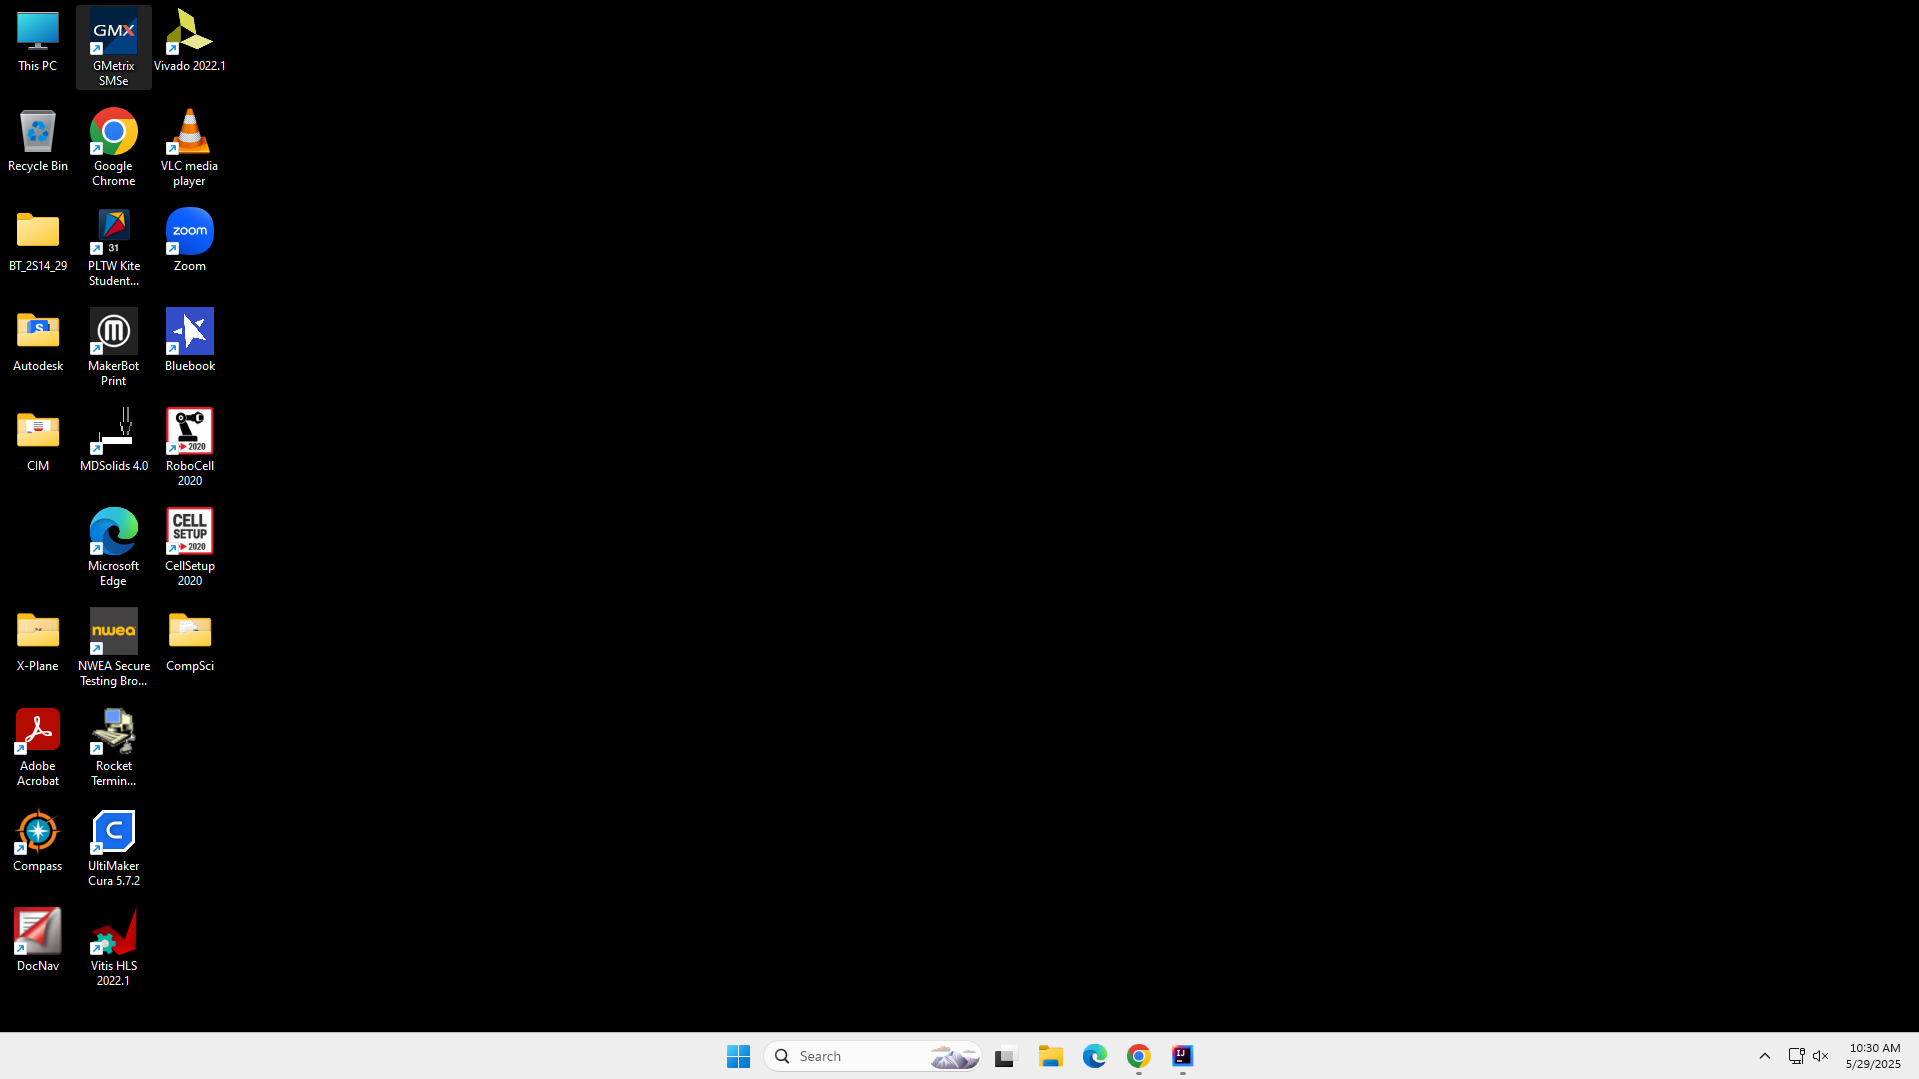 This PC
GMX
GMetrix
SMSe
Vivado 2022.1
Recycle Bin
Google
Chrome
VLC media
player
BT_2S14_29
31
PLTW Kite
Student...
zoom
Zoom
S
Autodesk
M
MakerBot
Print
Bluebook
CIM
MDSolids 4.0
2020
RoboCell
2020
Microsoft
Edge
CELL
SETUP
2020
CellSetup
2020
X-Plane
nwea
NWEA Secure
Testing Bro...
CompSci
Adobe
Acrobat
Rocket
Termin...
Compass
C
UltiMaker
Cura 5.7.2
DocNav
Vitis HLS
2022.1
Search
IJ
10:30 AM
5/29/2025